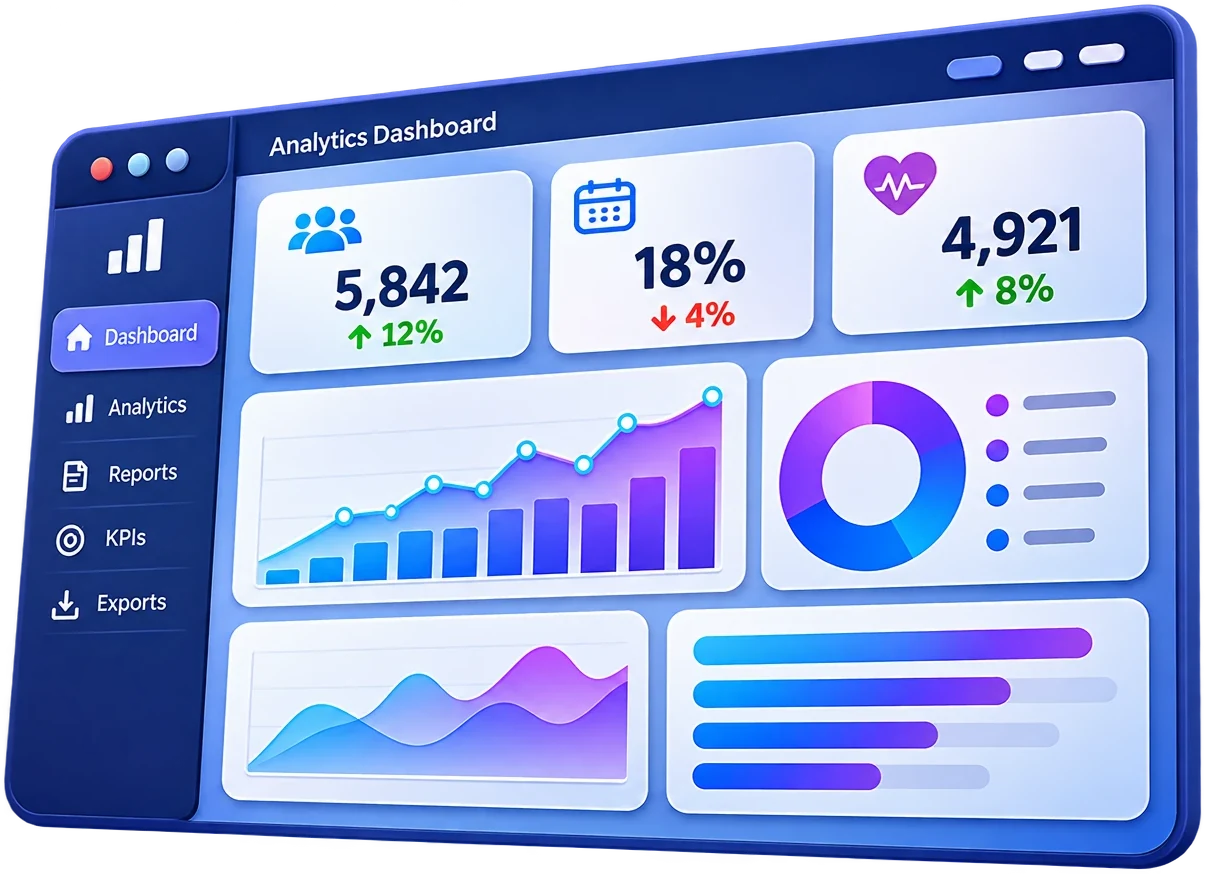 Analytics Dashboard
5,842
↑ 12%
18%
↓ 4%
4,921
↑ 8%
Dashboard
Analytics
Reports
KPIs
Exports